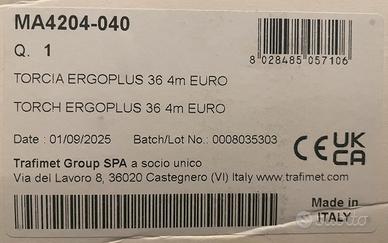 MA4204-040
Q. 1
8 028485 057106
TORCIA ERGOPLUS 36 4m EURO
TORCH ERGOPLUS 36 4m EURO
Date : 01/09/2025 Batch/Lot No.: 0008035303
CE UK CA
Trafimet Group SPA a socio unico
Via del Lavoro 8, 36020 Castegnero (VI) Italy www.trafimet.com
Made in
ITALY
subito